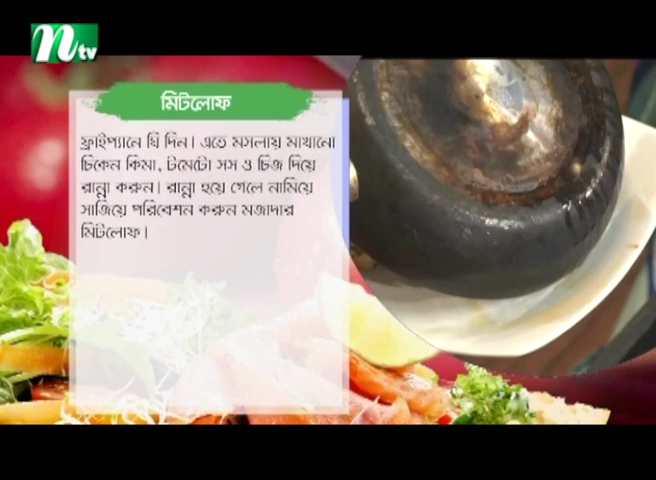 ntv
মিটলোফ
ফ্রাইপ্যানে ঘি দিন। এতে মসলায় মাখানো
চিকেন কিমা, টমেটো সস ও চিজ দিয়ে
রান্না করুন। রান্না হয়ে গেলে নামিয়ে
সাজিয়ে পরিবেশন করুন মজাদার
মিটলোফ।